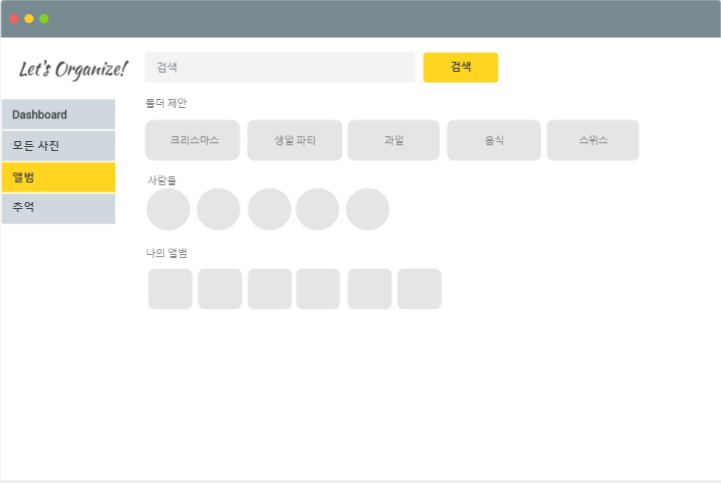 Let's Organize!
검색
검색
Dashboard
모든 사진
앨범
추억
폴더 제안
크리스마스
생일 파티
과일
음식
스위스
사람들
나의 앨범